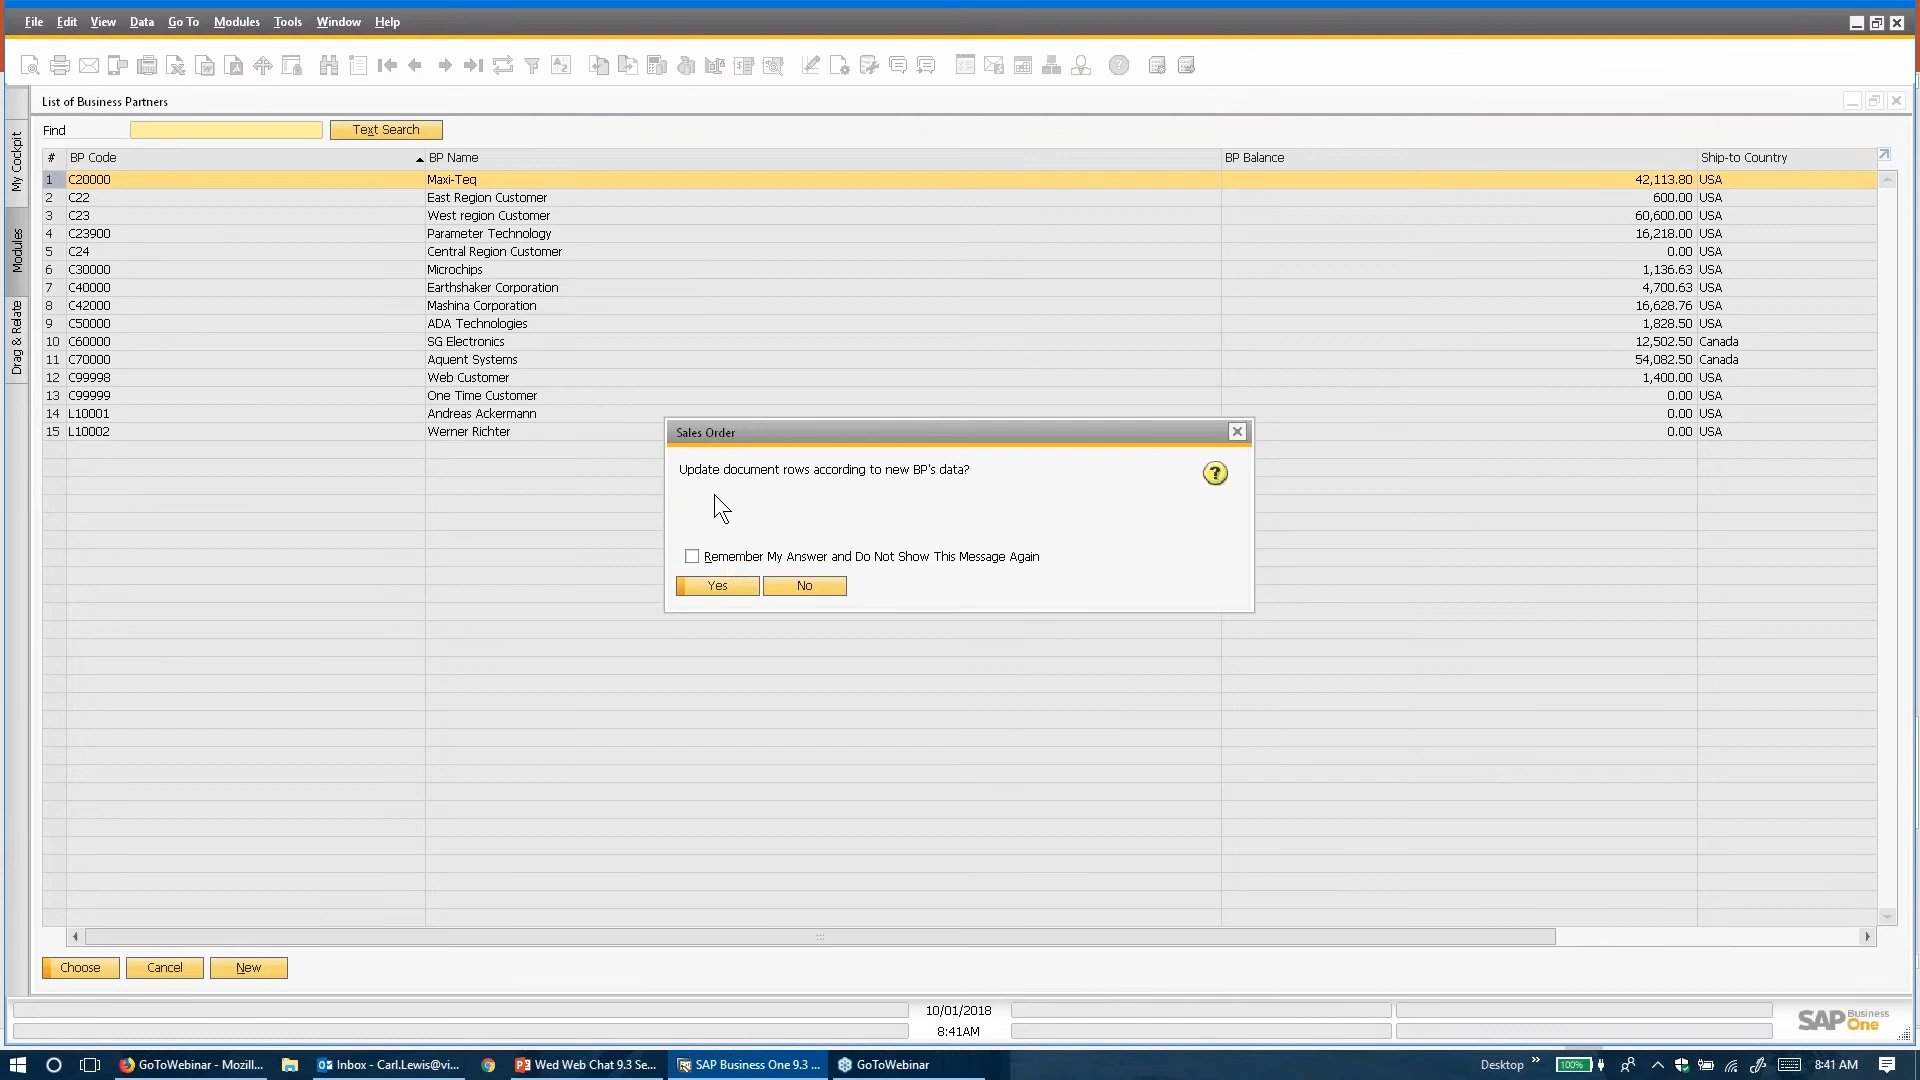 File Edit View Data Go To Modules Tools Window Help
List of Business Partners
Find Text Search
# BP Code BP Name BP Balance Ship-to Country
1 C20000 Maxi-Teq 42,113.80 USA
2 C22 East Region Customer 600.00 USA
3 C23 West region Customer 60,600.00 USA
4 C23900 Parameter Technology 16,218.00 USA
5 C24 Central Region Customer 0.00 USA
6 C30000 Microchips 1,136.63 USA
7 C40000 Earthshaker Corporation 4,700.63 USA
8 C42000 Mashina Corporation 16,628.76 USA
9 C50000 ADA Technologies 1,828.50 USA
10 C60000 SG Electronics 12,502.50 Canada
11 C70000 Aquent Systems 54,082.50 Canada
12 C99998 Web Customer 1,400.00 USA
13 C99999 One Time Customer 0.00 USA
14 L10001 Andreas Ackermann 0.00 USA
15 L10002 Werner Richter 0.00 USA
My Cockpit
Modules
Drag & Relate
Sales Order
Update document rows according to new BP's data?
Remember My Answer and Do Not Show This Message Again
Yes No
Choose Cancel New
10/01/2018
8:41AM
SAP Business One
GoToWebinar - Mozill... Inbox - Carl.Lewis@vi... Wed Web Chat 9.3 Se... SAP Business One 9.3 ... GoToWebinar Desktop 100% 8:41 AM